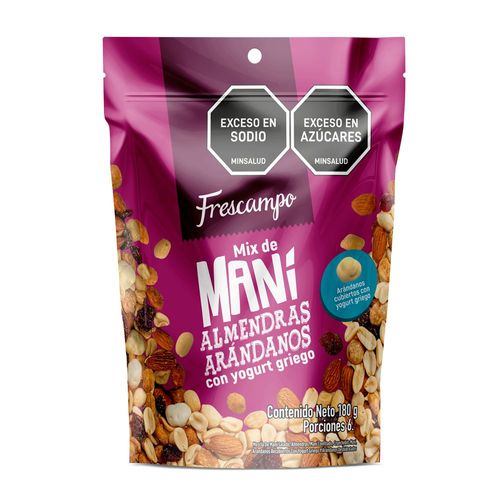 EXCESO EN
SODIO
MINSALUD
EXCESO EN
AZÚCARES
MINSALUD
Frescampo
Mix de
MANÍ
ALMENDRAS
ARÁNDANOS
con yogurt griego
Arándanos
cubiertos con
yogurt griego
Contenido Neto 180 g
Porciones 6.